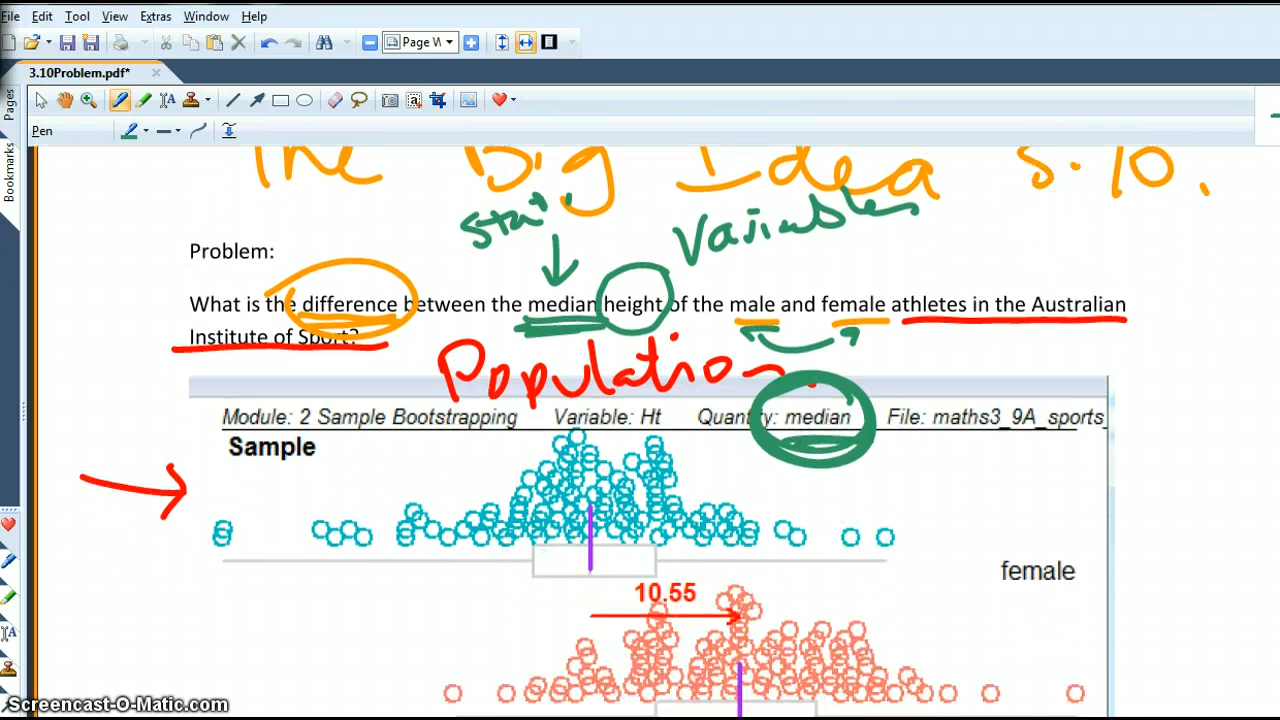 File Edit Tool View Extras Window Help
Page W
3.10Problem.pdf*
Pages
Bookmarks
Pen
The Big Idea 3.10.
stat
variables
Problem:
What is the difference between the median height of the male and female athletes in the Australian
Institute of Sport?
Population.
Module: 2 Sample Bootstrapping Variable: Ht Quantity: median File: maths3_9A_sports_
Sample
female
10.55
Screencast-O-Matic.com